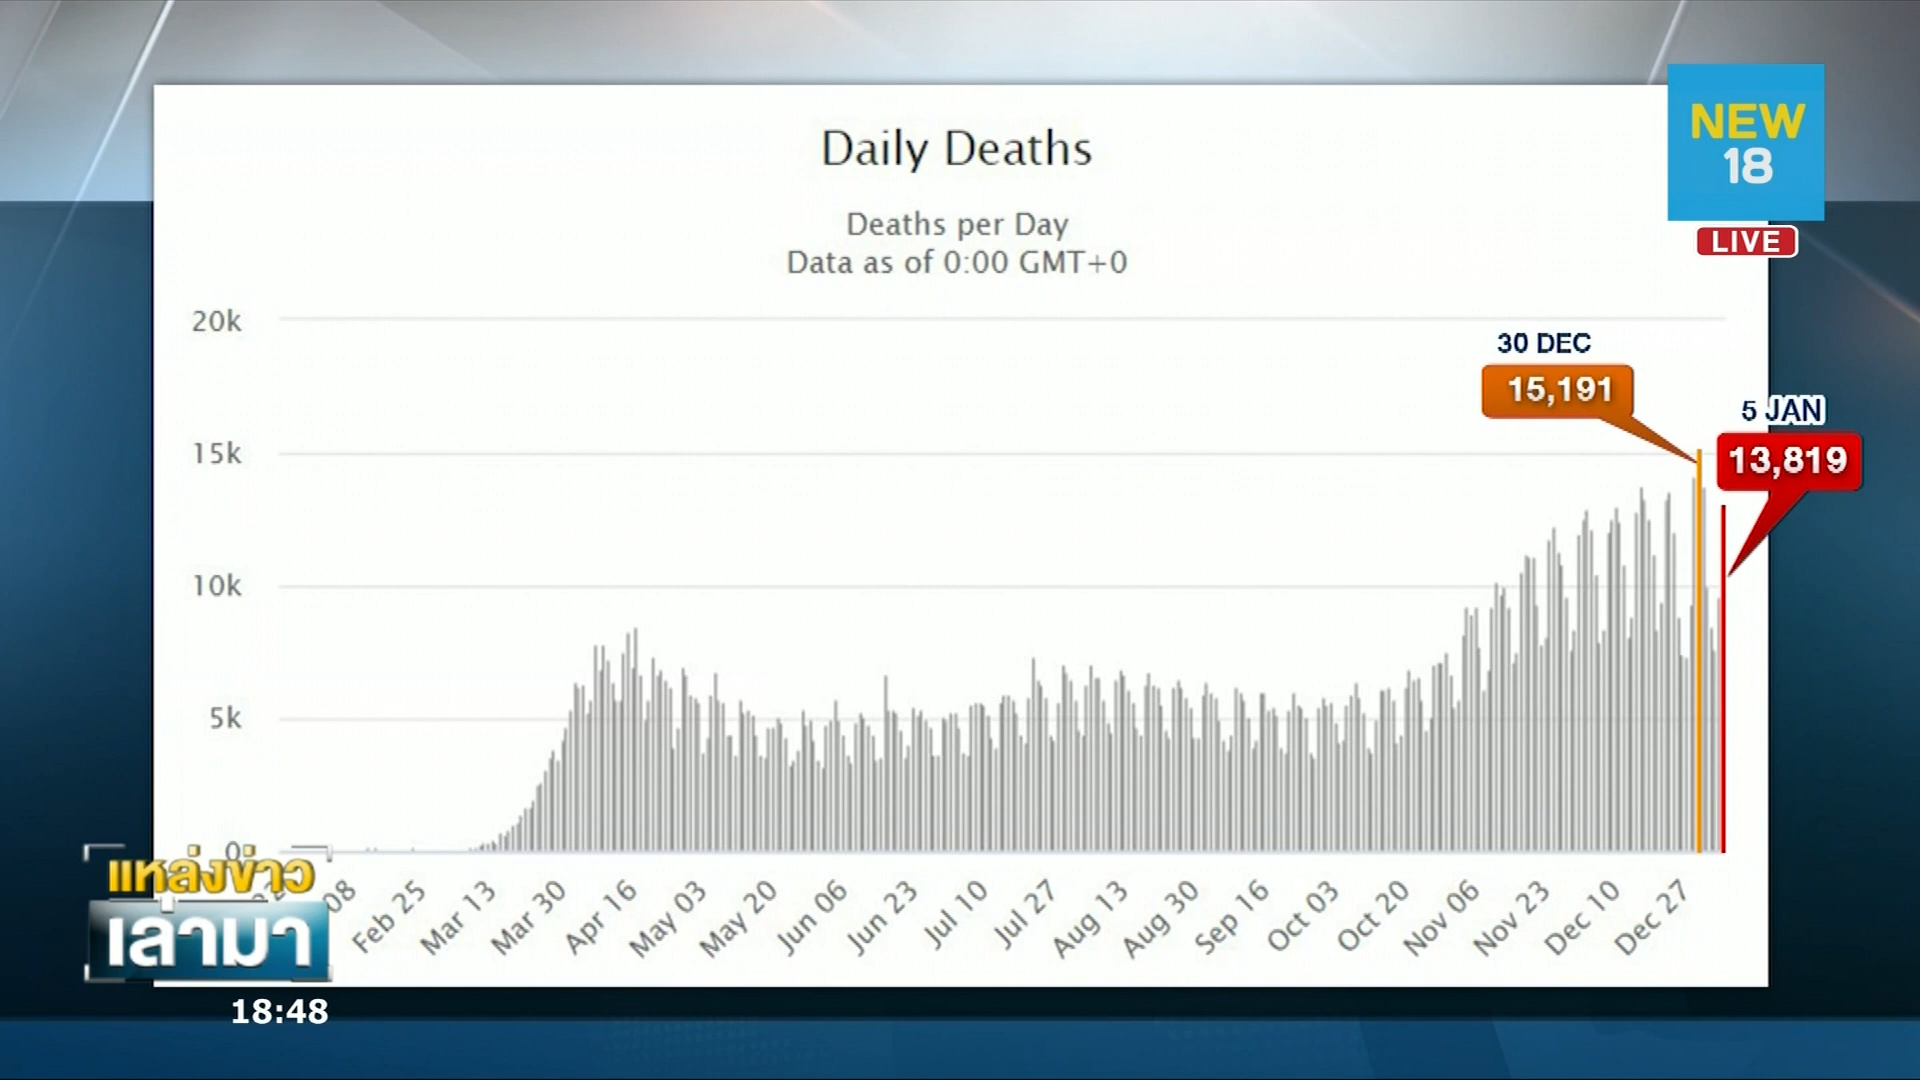 Daily Deaths
Deaths per Day
Data as of 0:00 GMT+0
NEW
18
LIVE
20k
15k
10k
5k
0
30 DEC
15,191
5 JAN
13,819
08
Feb 25
Mar 13
Mar 30
Apr 16
May 03
May 20
Jun 06
Jun 23
Jul 10
Jul 27
Aug 13
Aug 30
Sep 16
Oct 03
Oct 20
Nov 06
Nov 23
Dec 10
Dec 27
แหล่งข่าว
เล่ามา
18:48